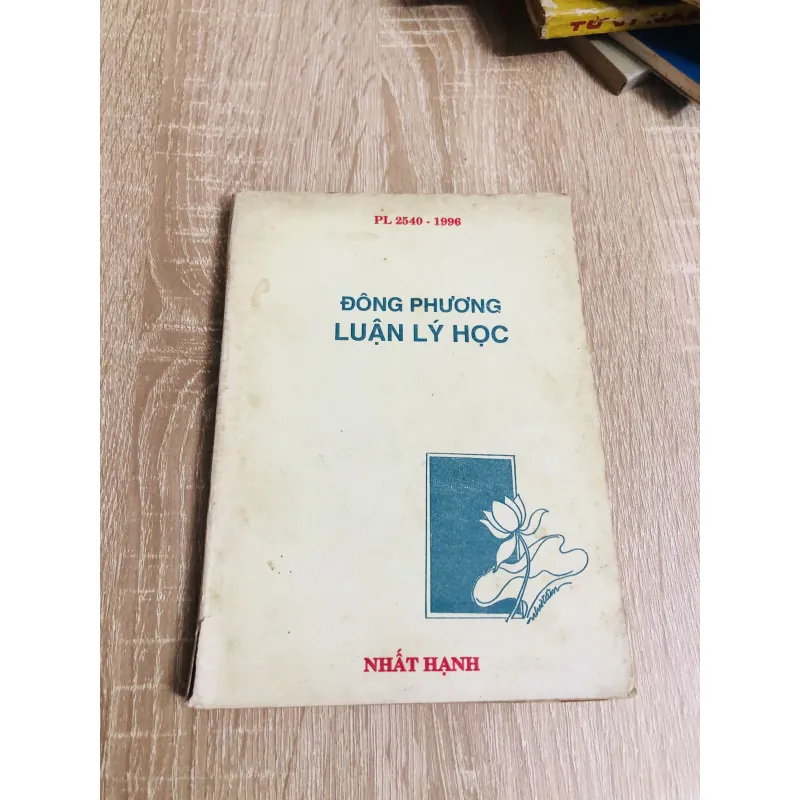 PL 2540 - 1996
ĐÔNG PHƯƠNG
LUẬN LÝ HỌC
NHẤT HẠNH